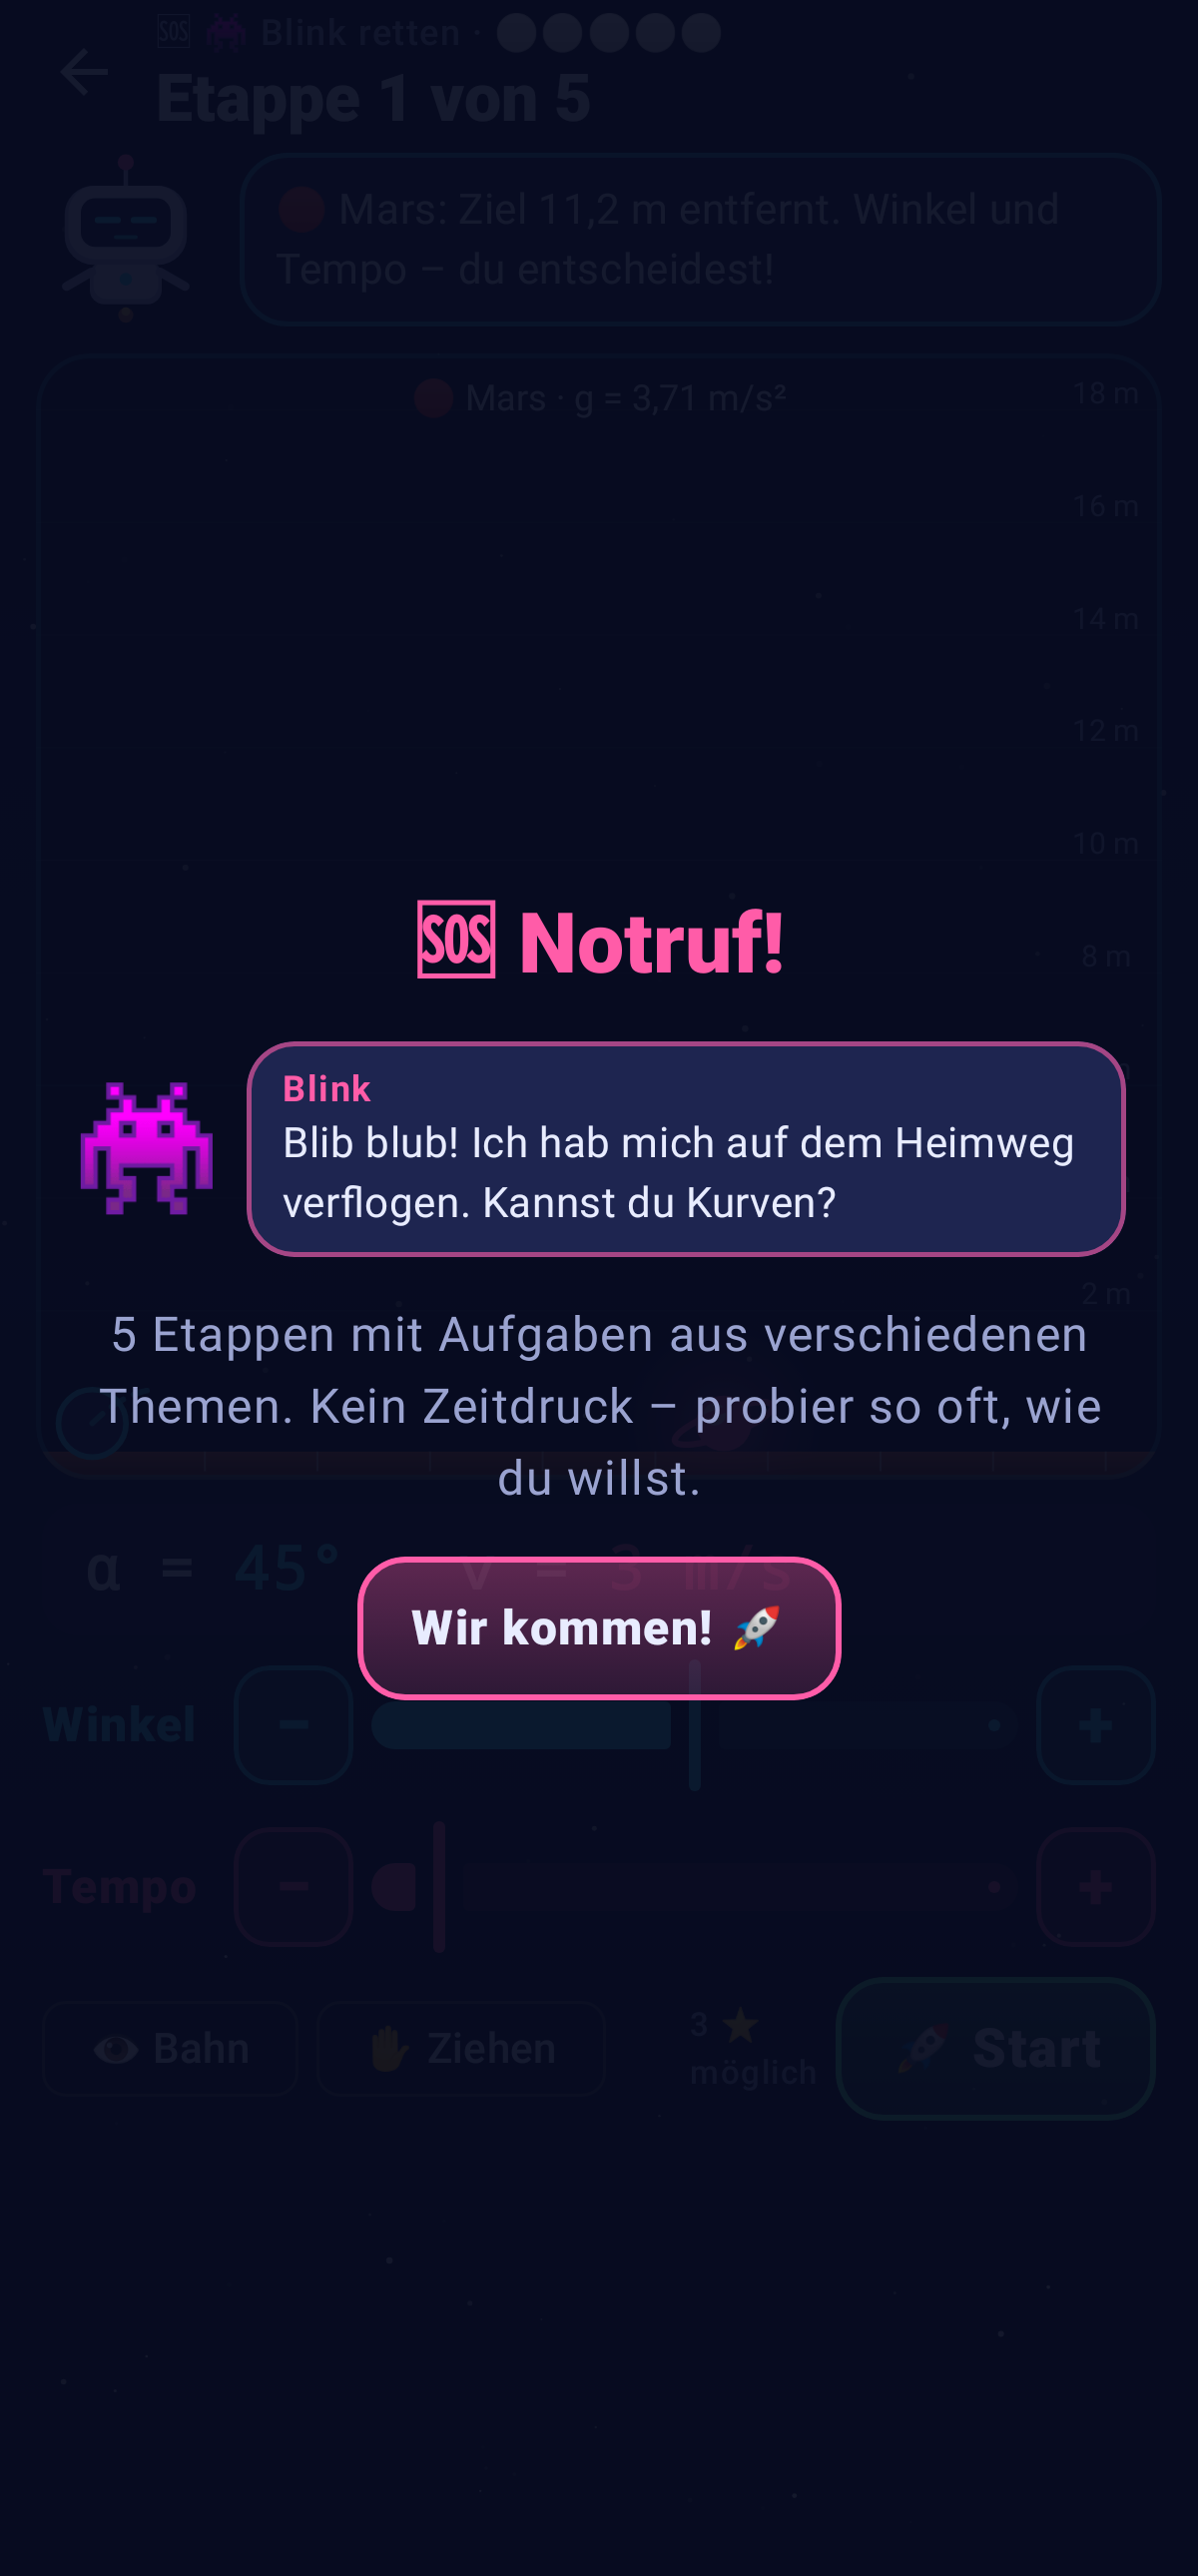 🆘 👾 Blink retten ·
Etappe 1 von 5
Mars: Ziel 11,2 m entfernt. Winkel und
Tempo – du entscheidest!
Mars · g = 3,71 m/s²
18 m
16 m
14 m
12 m
10 m
🆘 Notruf!
8 m
Blink
Blib blub! Ich hab mich auf dem Heimweg
verflogen. Kannst du Kurven?
2 m
5 Etappen mit Aufgaben aus verschiedenen
Themen. Kein Zeitdruck – probier so oft, wie
du willst.
α = 45° v = 3 m/s
Wir kommen! 🚀
Winkel − +
Tempo − +
👁 Bahn
✋ Ziehen
3 ⭐
möglich
🚀 Start